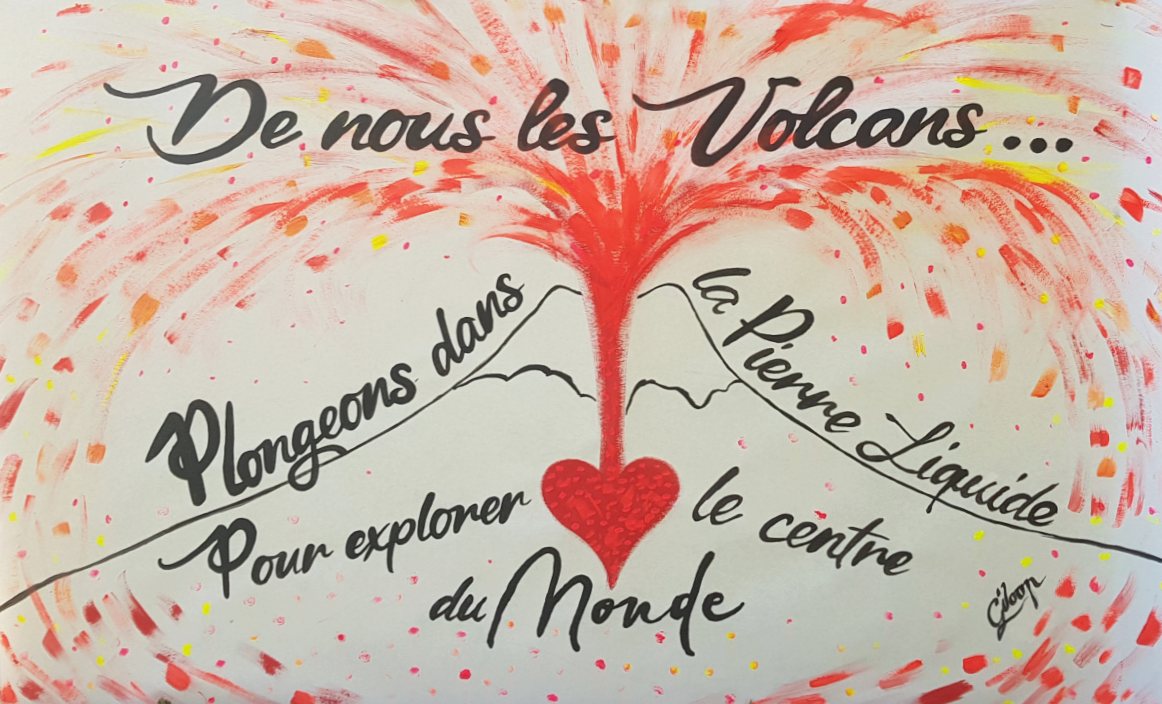 De nous les Volcans ...
Plongeons dans
la Pierre Liquide
Pour explorer
le centre
du Monde
Giloop